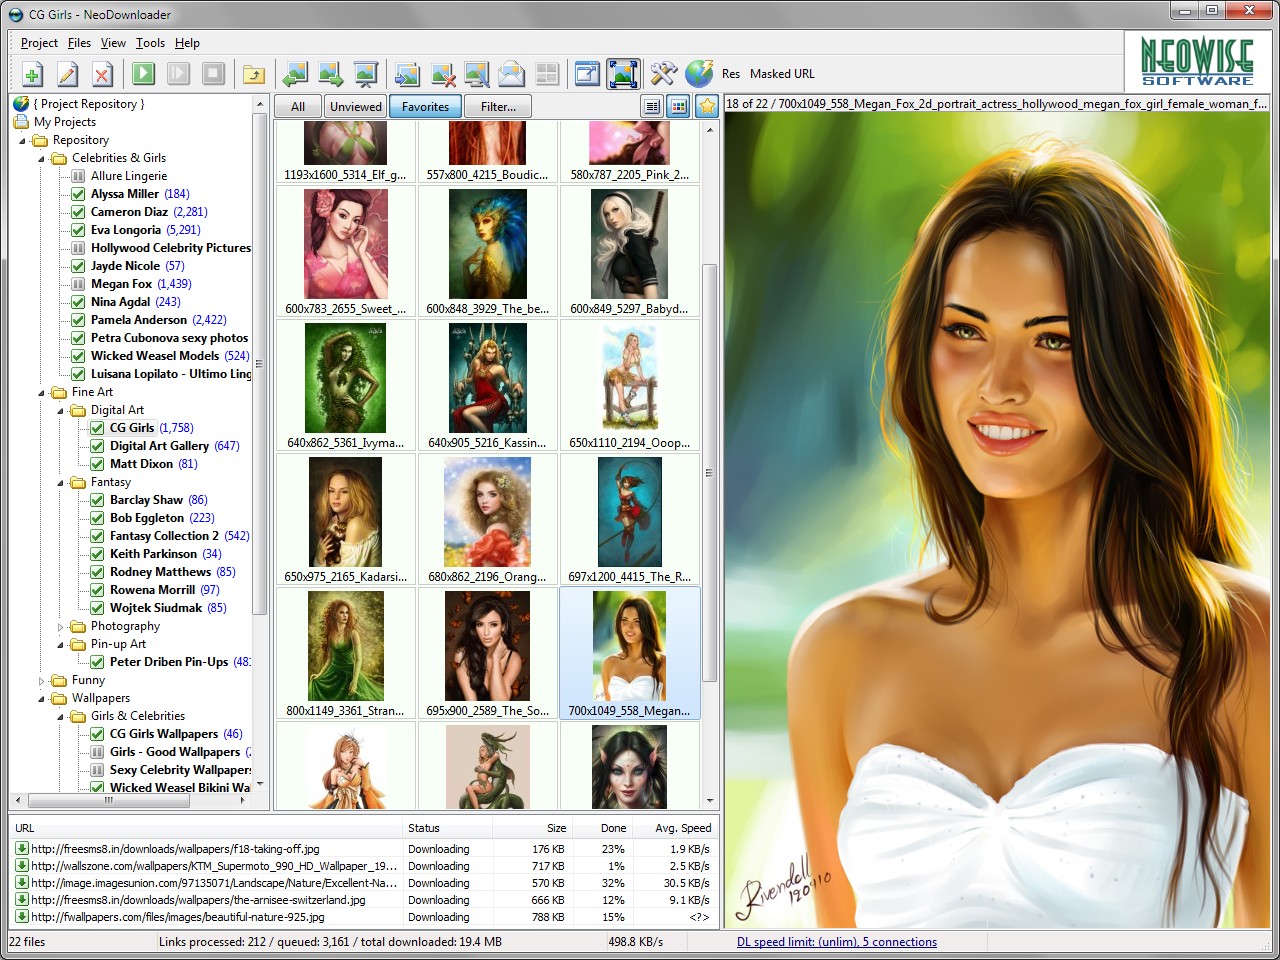 CG Girls - NeoDownloader
Project Files View Tools Help
NEOWISE
SOFTWARE
Res Masked URL
{ Project Repository }
My Projects
Repository
Celebrities & Girls
Allure Lingerie
Alyssa Miller (184)
Cameron Diaz (2,281)
Eva Longoria (5,291)
Hollywood Celebrity Pictures
Jayde Nicole (57)
Megan Fox (1,439)
Nina Agdal (243)
Pamela Anderson (2,422)
Petra Cubonova sexy photos
Wicked Weasel Models (524)
Luisana Lopilato - Ultimo Ling
Fine Art
Digital Art
CG Girls (1,758)
Digital Art Gallery (647)
Matt Dixon (81)
Fantasy
Barclay Shaw (86)
Bob Eggleton (223)
Fantasy Collection 2 (542)
Keith Parkinson (34)
Rodney Matthews (85)
Rowena Morrill (97)
Wojtek Siudmak (85)
Photography
Pin-up Art
Peter Driben Pin-Ups (48
Funny
Wallpapers
Girls & Celebrities
CG Girls Wallpapers (46)
Girls - Good Wallpapers (
Sexy Celebrity Wallpapers
Wicked Weasel Bikini Wa
All Unviewed Favorites Filter...
1193x1600_5314_Elf_g... 557x800_4215_Boudic... 580x787_2205_Pink_2...
600x783_2655_Sweet_... 600x848_3929_The_be... 600x849_5297_Babyd...
640x862_5361_Ivyma... 640x905_5216_Kassin... 650x1110_2194_Ooop...
650x975_2165_Kadarsi... 680x862_2196_Orang... 697x1200_4415_The_R...
800x1149_3361_Stran... 695x900_2589_The_So... 700x1049_558_Megan...
18 of 22 / 700x1049_558_Megan_Fox_2d_portrait_actress_hollywood_megan_fox_girl_female_woman_f...
Rivendell
120410
URL Status Size Done Avg. Speed
http://freesms8.in/downloads/wallpapers/f18-taking-off.jpg Downloading 176 KB 23% 1.9 KB/s
http://wallszone.com/wallpapers/KTM_Supermoto_990_HD_Wallpaper_19... Downloading 717 KB 1% 2.5 KB/s
http://image.imagesunion.com/97135071/Landscape/Nature/Excellent-Na... Downloading 570 KB 32% 30.5 KB/s
http://freesms8.in/downloads/wallpapers/the-arnisee-switzerland.jpg Downloading 666 KB 12% 9.1 KB/s
http://fwallpapers.com/files/images/beautiful-nature-925.jpg Downloading 788 KB 15% <?>
22 files Links processed: 212 / queued: 3,161 / total downloaded: 19.4 MB 498.8 KB/s DL speed limit: (unlim), 5 connections